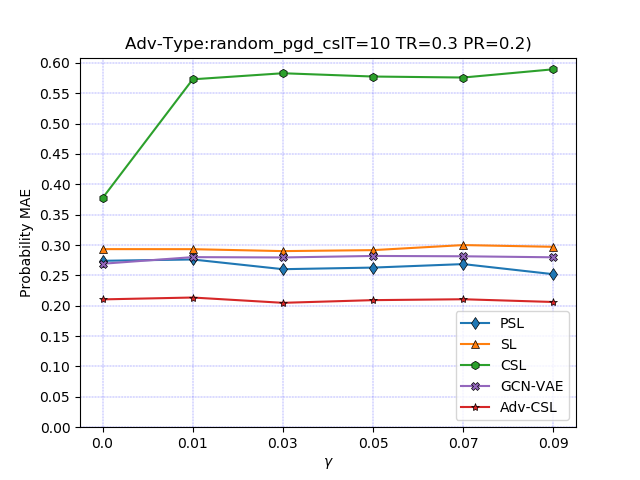 Adv-Type:random_pgd_cslT=10 TR=0.3 PR=0.2)
Probability MAE
0.60
0.55
0.50
0.45
0.40
0.35
0.30
0.25
0.20
0.15
0.10
0.05
0.00
PSL
SL
CSL
GCN-VAE
Adv-CSL
0.0 0.01 0.03 0.05 0.07 0.09
γ